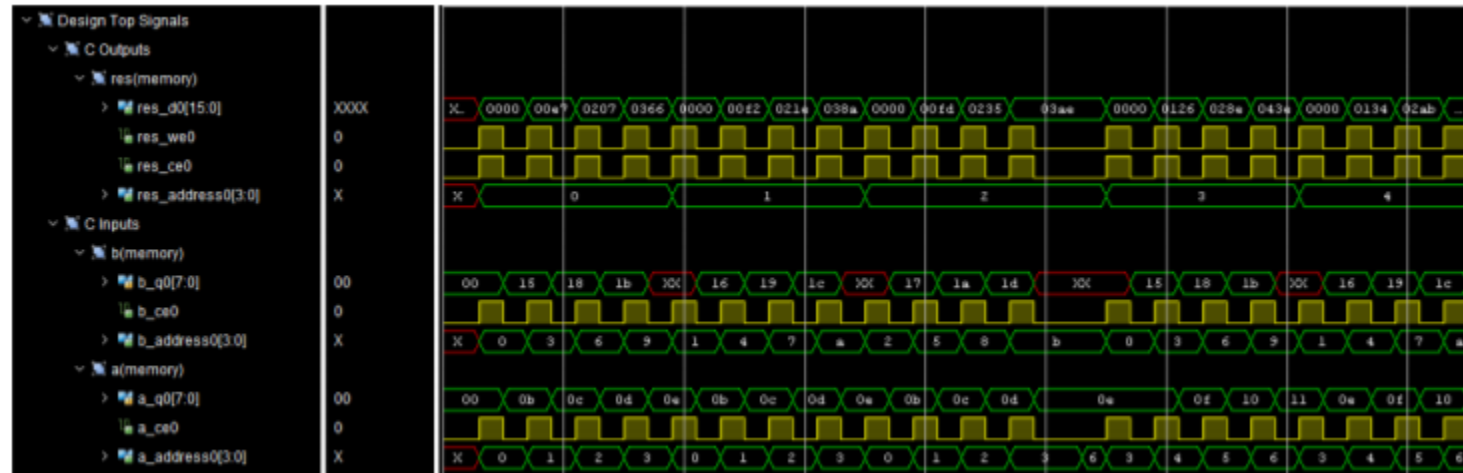 Design Top Signals
C Outputs
res(memory)
res_d0[15:0] XXXX X... 0000 00e7 0207 0366 0000 00f2 021e 038a 0000 00fd 0235 03ae 0000 0126 028e 043e 0000 0134 02ab ...
res_we0 0
res_ce0 0
res_address0[3:0] X X 0 1 2 3 4
C Inputs
b(memory)
b_q0[7:0] 00 00 15 18 1b XX 16 19 1c XX 17 1a 1d XX 15 18 1b XX 16 19 1c
b_ce0 0
b_address0[3:0] X X 0 3 6 9 1 4 7 a 2 5 8 b 0 3 6 9 1 4 7 a
a(memory)
a_q0[7:0] 00 00 0b 0c 0d 0e 0b 0c 0d 0e 0b 0c 0d 0e 0f 10 11 0e 0f 10
a_ce0 0
a_address0[3:0] X X 0 1 2 3 0 1 2 3 0 1 2 3 6 3 4 5 6 3 4 5 6